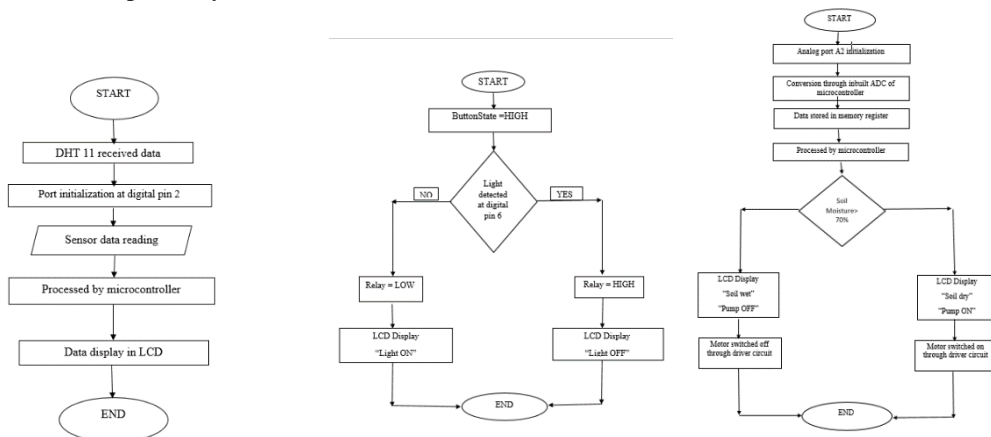 START
DHT 11 received data
Port initialization at digital pin 2
Sensor data reading
Processed by microcontroller
Data display in LCD
END
START
ButtonState =HIGH
Light
detected
at digital
pin 6
NO
YES
Relay = LOW
Relay = HIGH
LCD Display
"Light ON"
LCD Display
"Light OFF"
END
START
Analog port A2 initialization
Conversion through inbuilt ADC of
microcontroller
Data stored in memory register
Processed by microcontroller
Soil
Moisture>
70%
LCD Display
"Soil wet"
"Pump OFF"
LCD Display
"Soil dry"
"Pump ON"
Motor switched off
through driver circuit
Motor switched on
through driver circuit
END